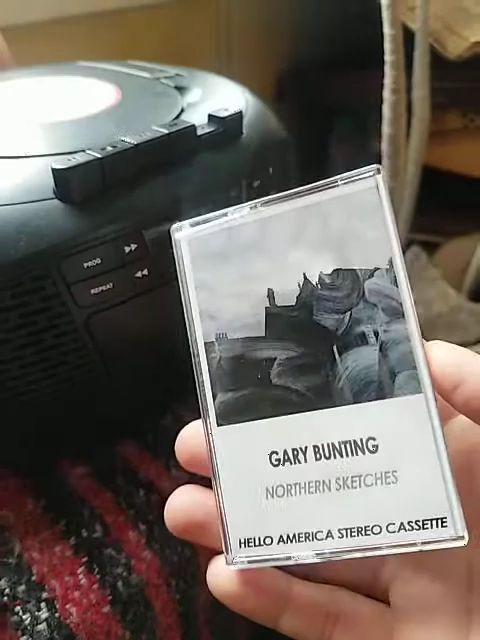 PROG
REPEAT
GARY BUNTING
NORTHERN SKETCHES
HELLO AMERICA STEREO CASSETTE